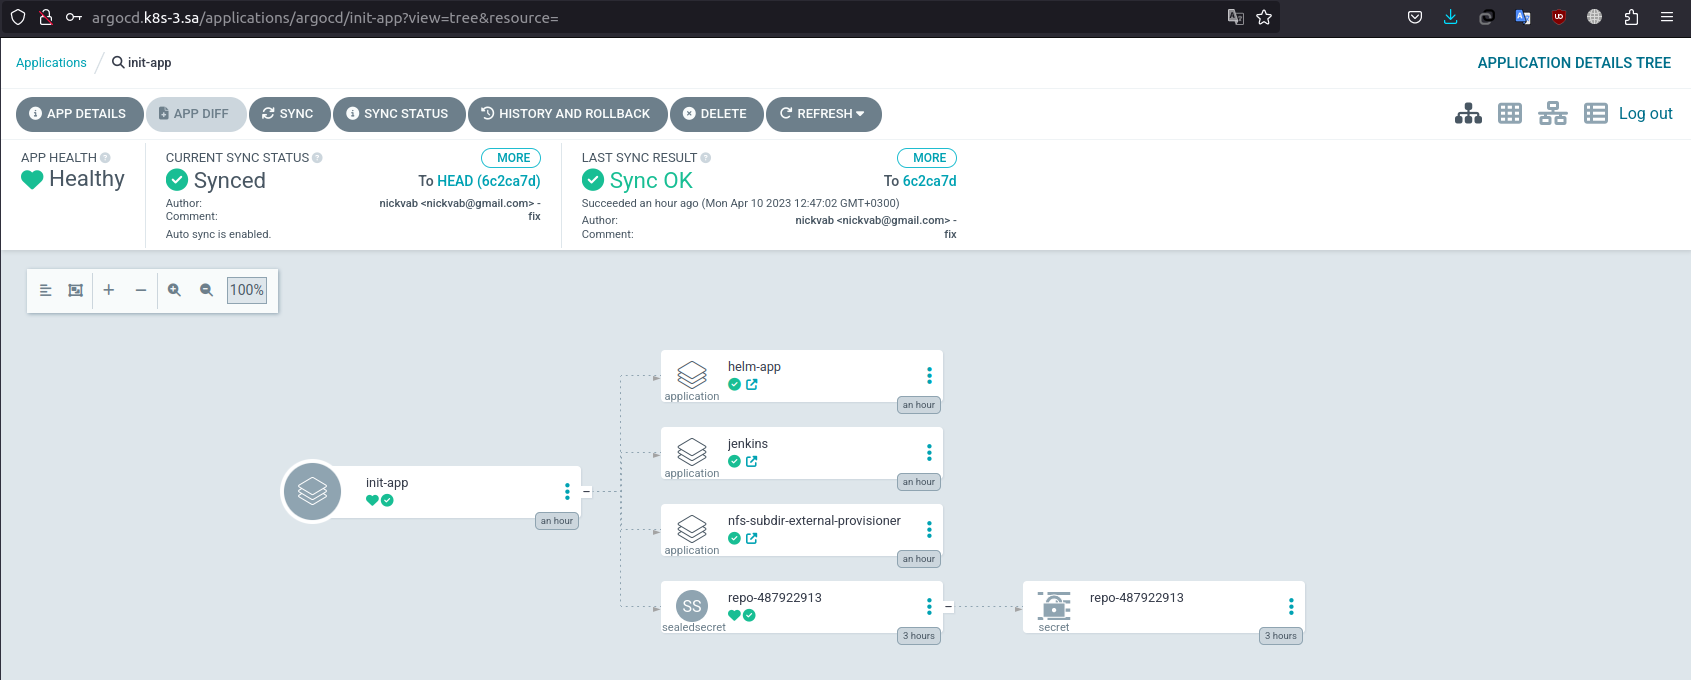 argocd.k8s-3.sa/applications/argocd/init-app?view=tree&resource=
Applications / init-app
APPLICATION DETAILS TREE
APP DETAILS APP DIFF SYNC SYNC STATUS HISTORY AND ROLLBACK DELETE REFRESH
Log out
APP HEALTH
Healthy
CURRENT SYNC STATUS MORE
Synced To HEAD (6c2ca7d)
Author: nickvab <nickvab@gmail.com> -
Comment: fix
Auto sync is enabled.
LAST SYNC RESULT MORE
Sync OK To 6c2ca7d
Succeeded an hour ago (Mon Apr 10 2023 12:47:02 GMT+0300)
Author: nickvab <nickvab@gmail.com> -
Comment: fix
100%
helm-app
application
an hour
jenkins
application
an hour
init-app
an hour
nfs-subdir-external-provisioner
application
an hour
SS
repo-487922913
sealedsecret
3 hours
repo-487922913
secret
3 hours